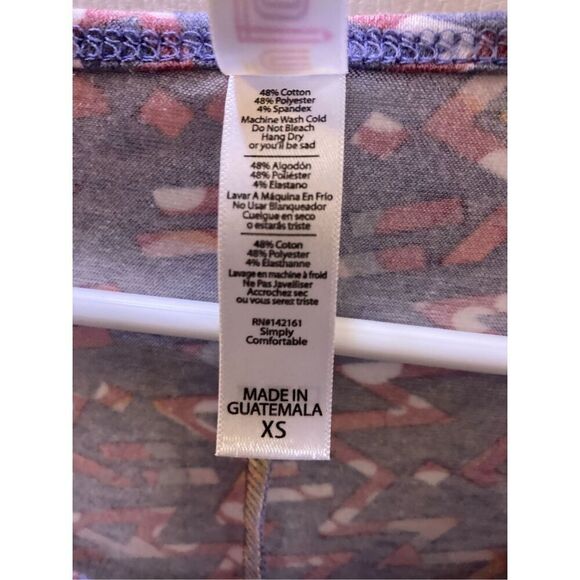 48% Cotton
48% Polyester
4% Spandex
Machine Wash Cold
Do Not Bleach
Hang Dry
or you'll be sad
48% Algodón
48% Poliéster
4% Elastano
Lavar A Máquina En Frío
No Usar Blanqueador
Cuelgue en seco
o estarás triste
48% Coton
48% Polyester
4% Élasthanne
Lavage en machine à froid
Ne Pas Javelliser
Accrochez sec
ou vous serez triste
RN#142161
Simply
Comfortable
MADE IN
GUATEMALA
XS